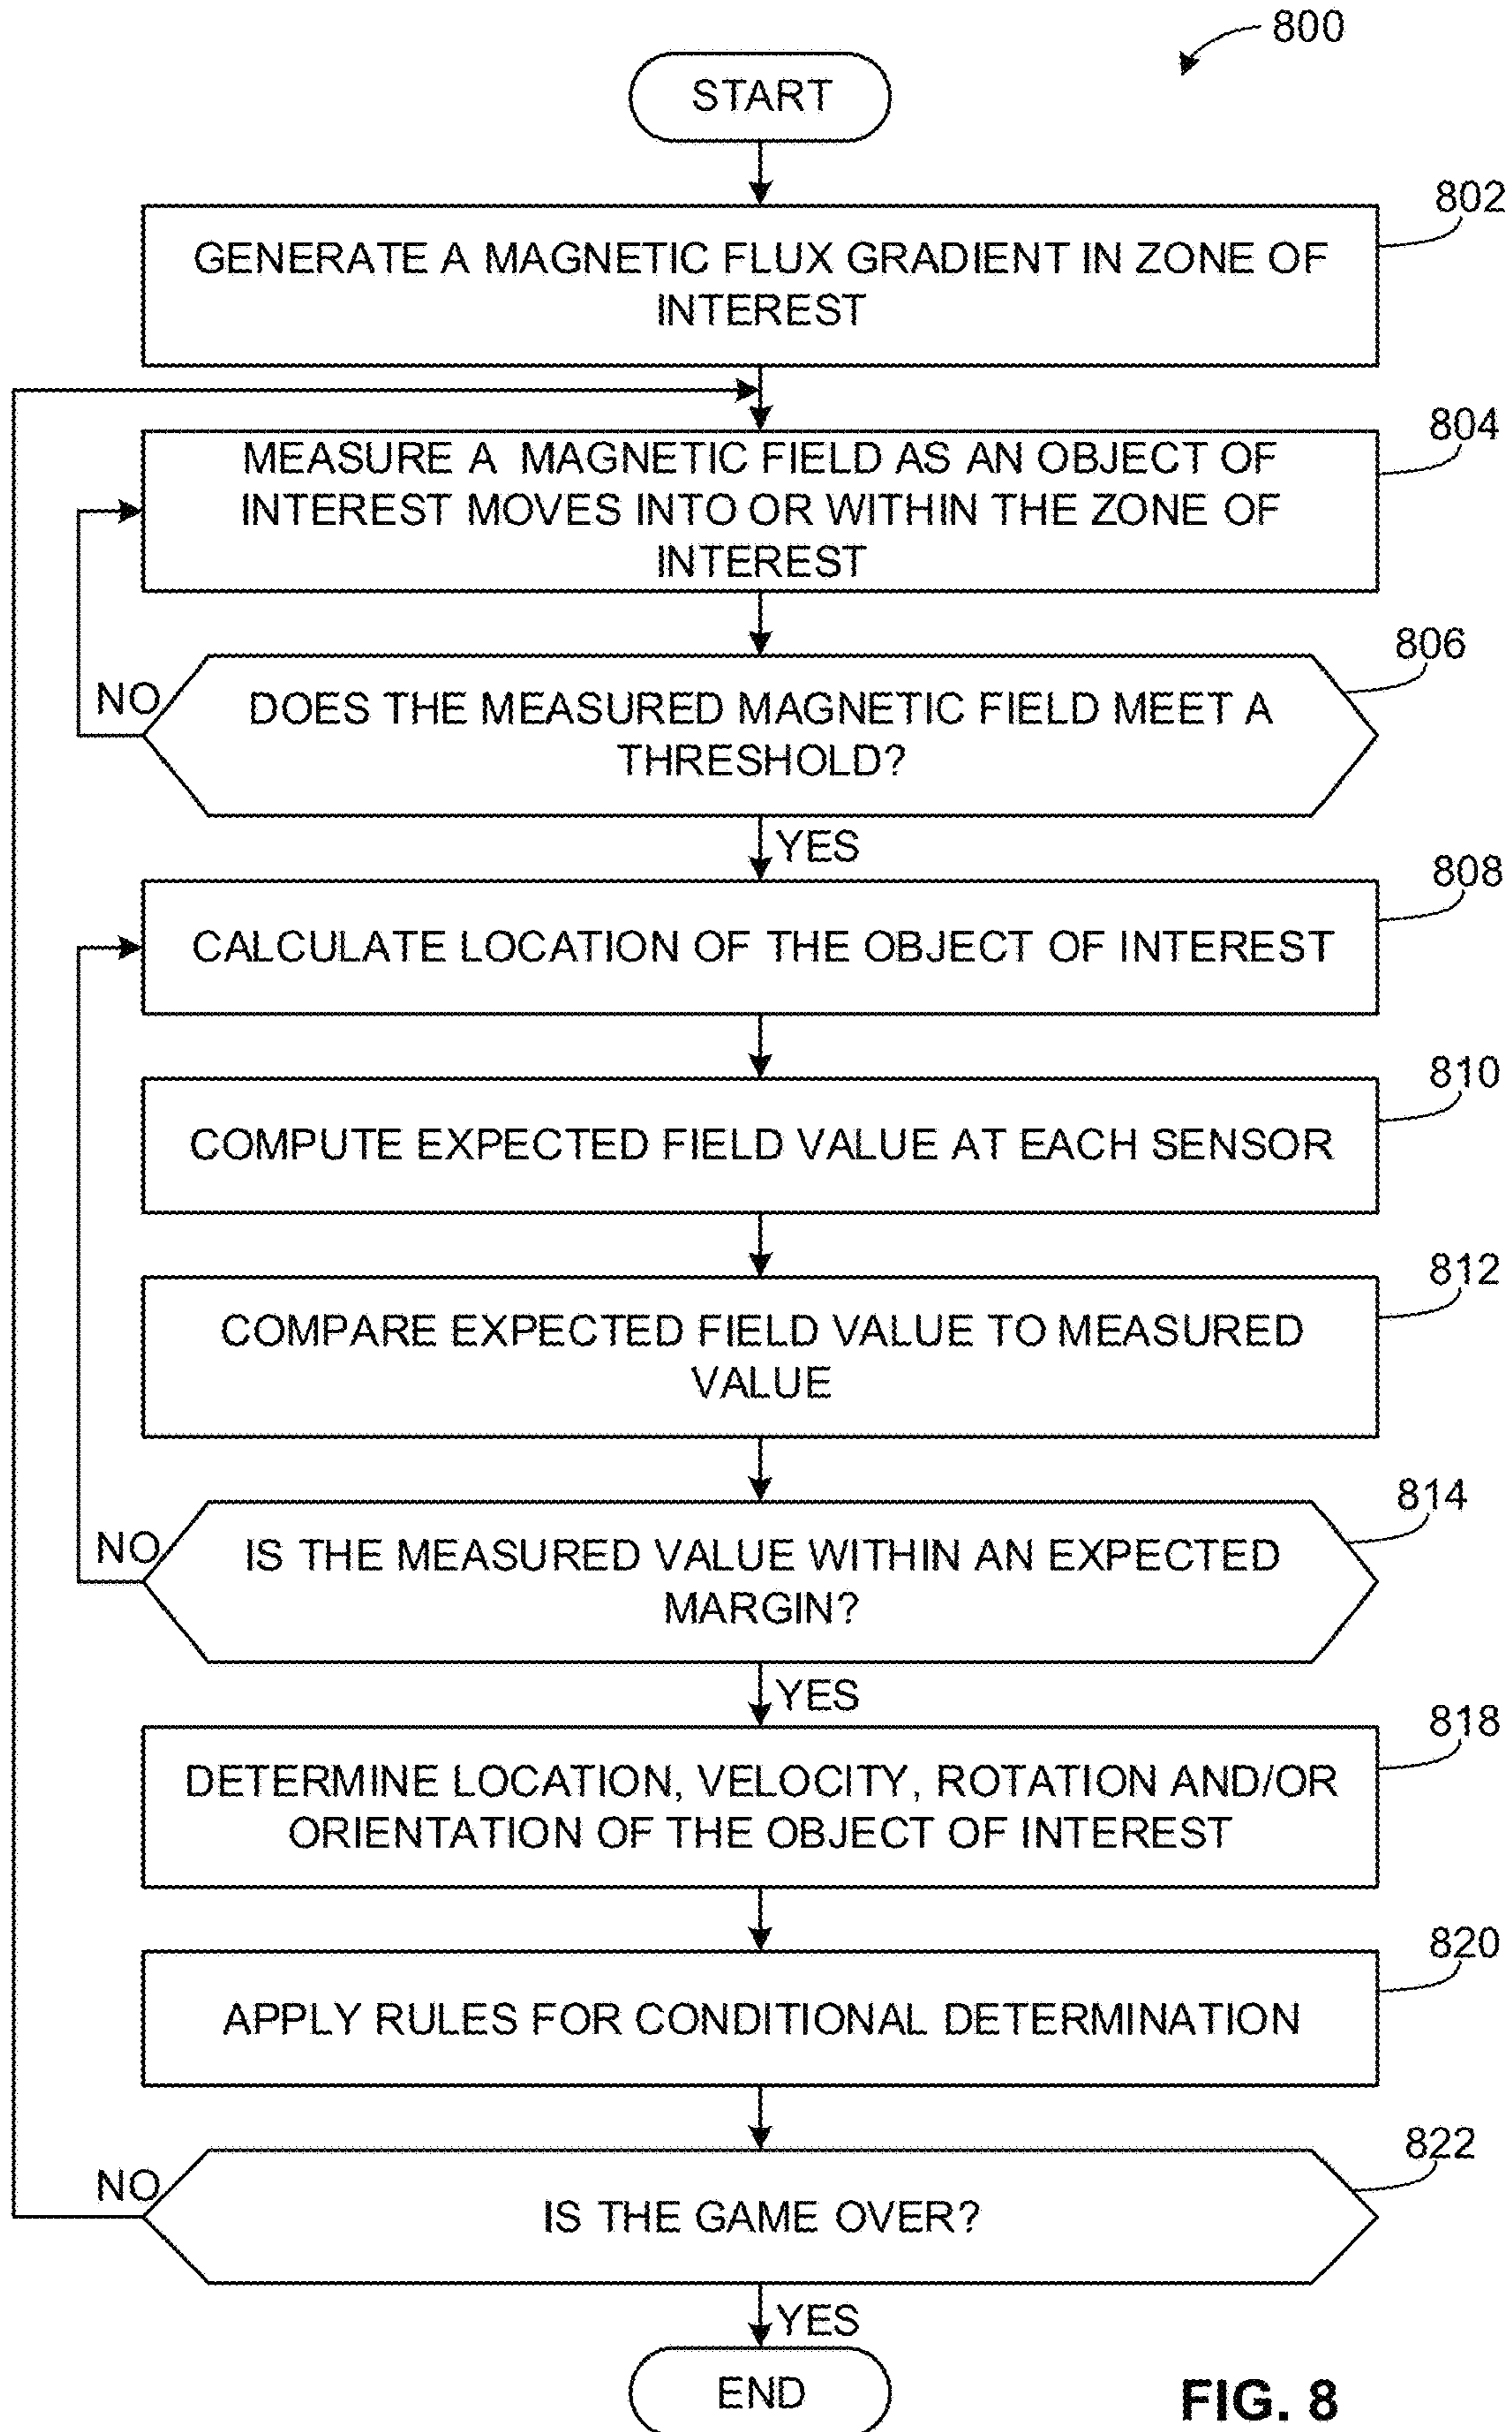 800
START
802
GENERATE A MAGNETIC FLUX GRADIENT IN ZONE OF
INTEREST
804
MEASURE A MAGNETIC FIELD AS AN OBJECT OF
INTEREST MOVES INTO OR WITHIN THE ZONE OF
INTEREST
806
NO
DOES THE MEASURED MAGNETIC FIELD MEET A
THRESHOLD?
YES
808
CALCULATE LOCATION OF THE OBJECT OF INTEREST
810
COMPUTE EXPECTED FIELD VALUE AT EACH SENSOR
812
COMPARE EXPECTED FIELD VALUE TO MEASURED
VALUE
814
NO
IS THE MEASURED VALUE WITHIN AN EXPECTED
MARGIN?
YES
818
DETERMINE LOCATION, VELOCITY, ROTATION AND/OR
ORIENTATION OF THE OBJECT OF INTEREST
820
APPLY RULES FOR CONDITIONAL DETERMINATION
822
NO
IS THE GAME OVER?
YES
END
FIG. 8